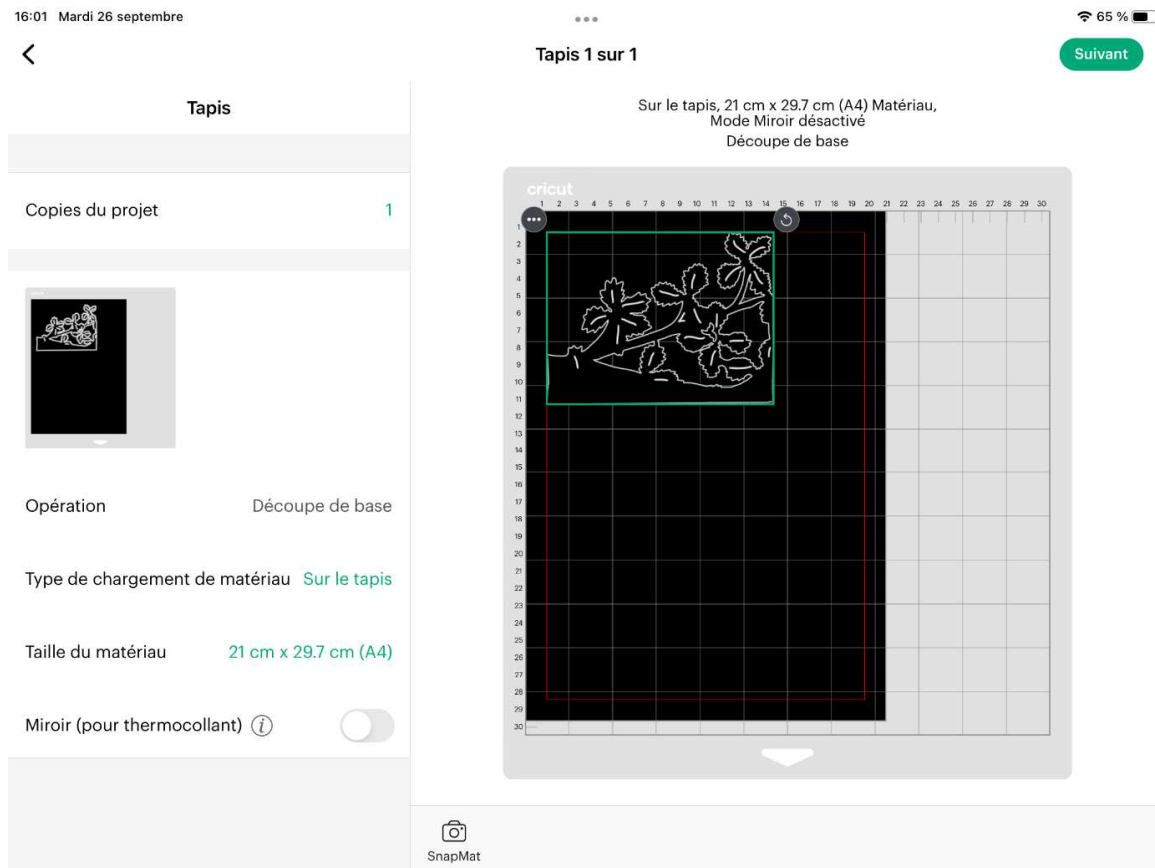 16:01 Mardi 26 septembre
65 %
Tapis 1 sur 1
Suivant
Tapis
Copies du projet 1
Opération Découpe de base
Type de chargement de matériau Sur le tapis
Taille du matériau 21 cm x 29.7 cm (A4)
Miroir (pour thermocollant) i
Sur le tapis, 21 cm x 29.7 cm (A4) Matériau,
Mode Miroir désactivé
Découpe de base
cricut
1 2 3 4 5 6 7 8 9 10 11 12 13 14 15 16 17 18 19 20 21 22 23 24 25 26 27 28 29 30
1
2
3
4
5
6
7
8
9
10
11
12
13
14
15
16
17
18
19
20
21
22
23
24
25
26
27
28
29
30
SnapMat